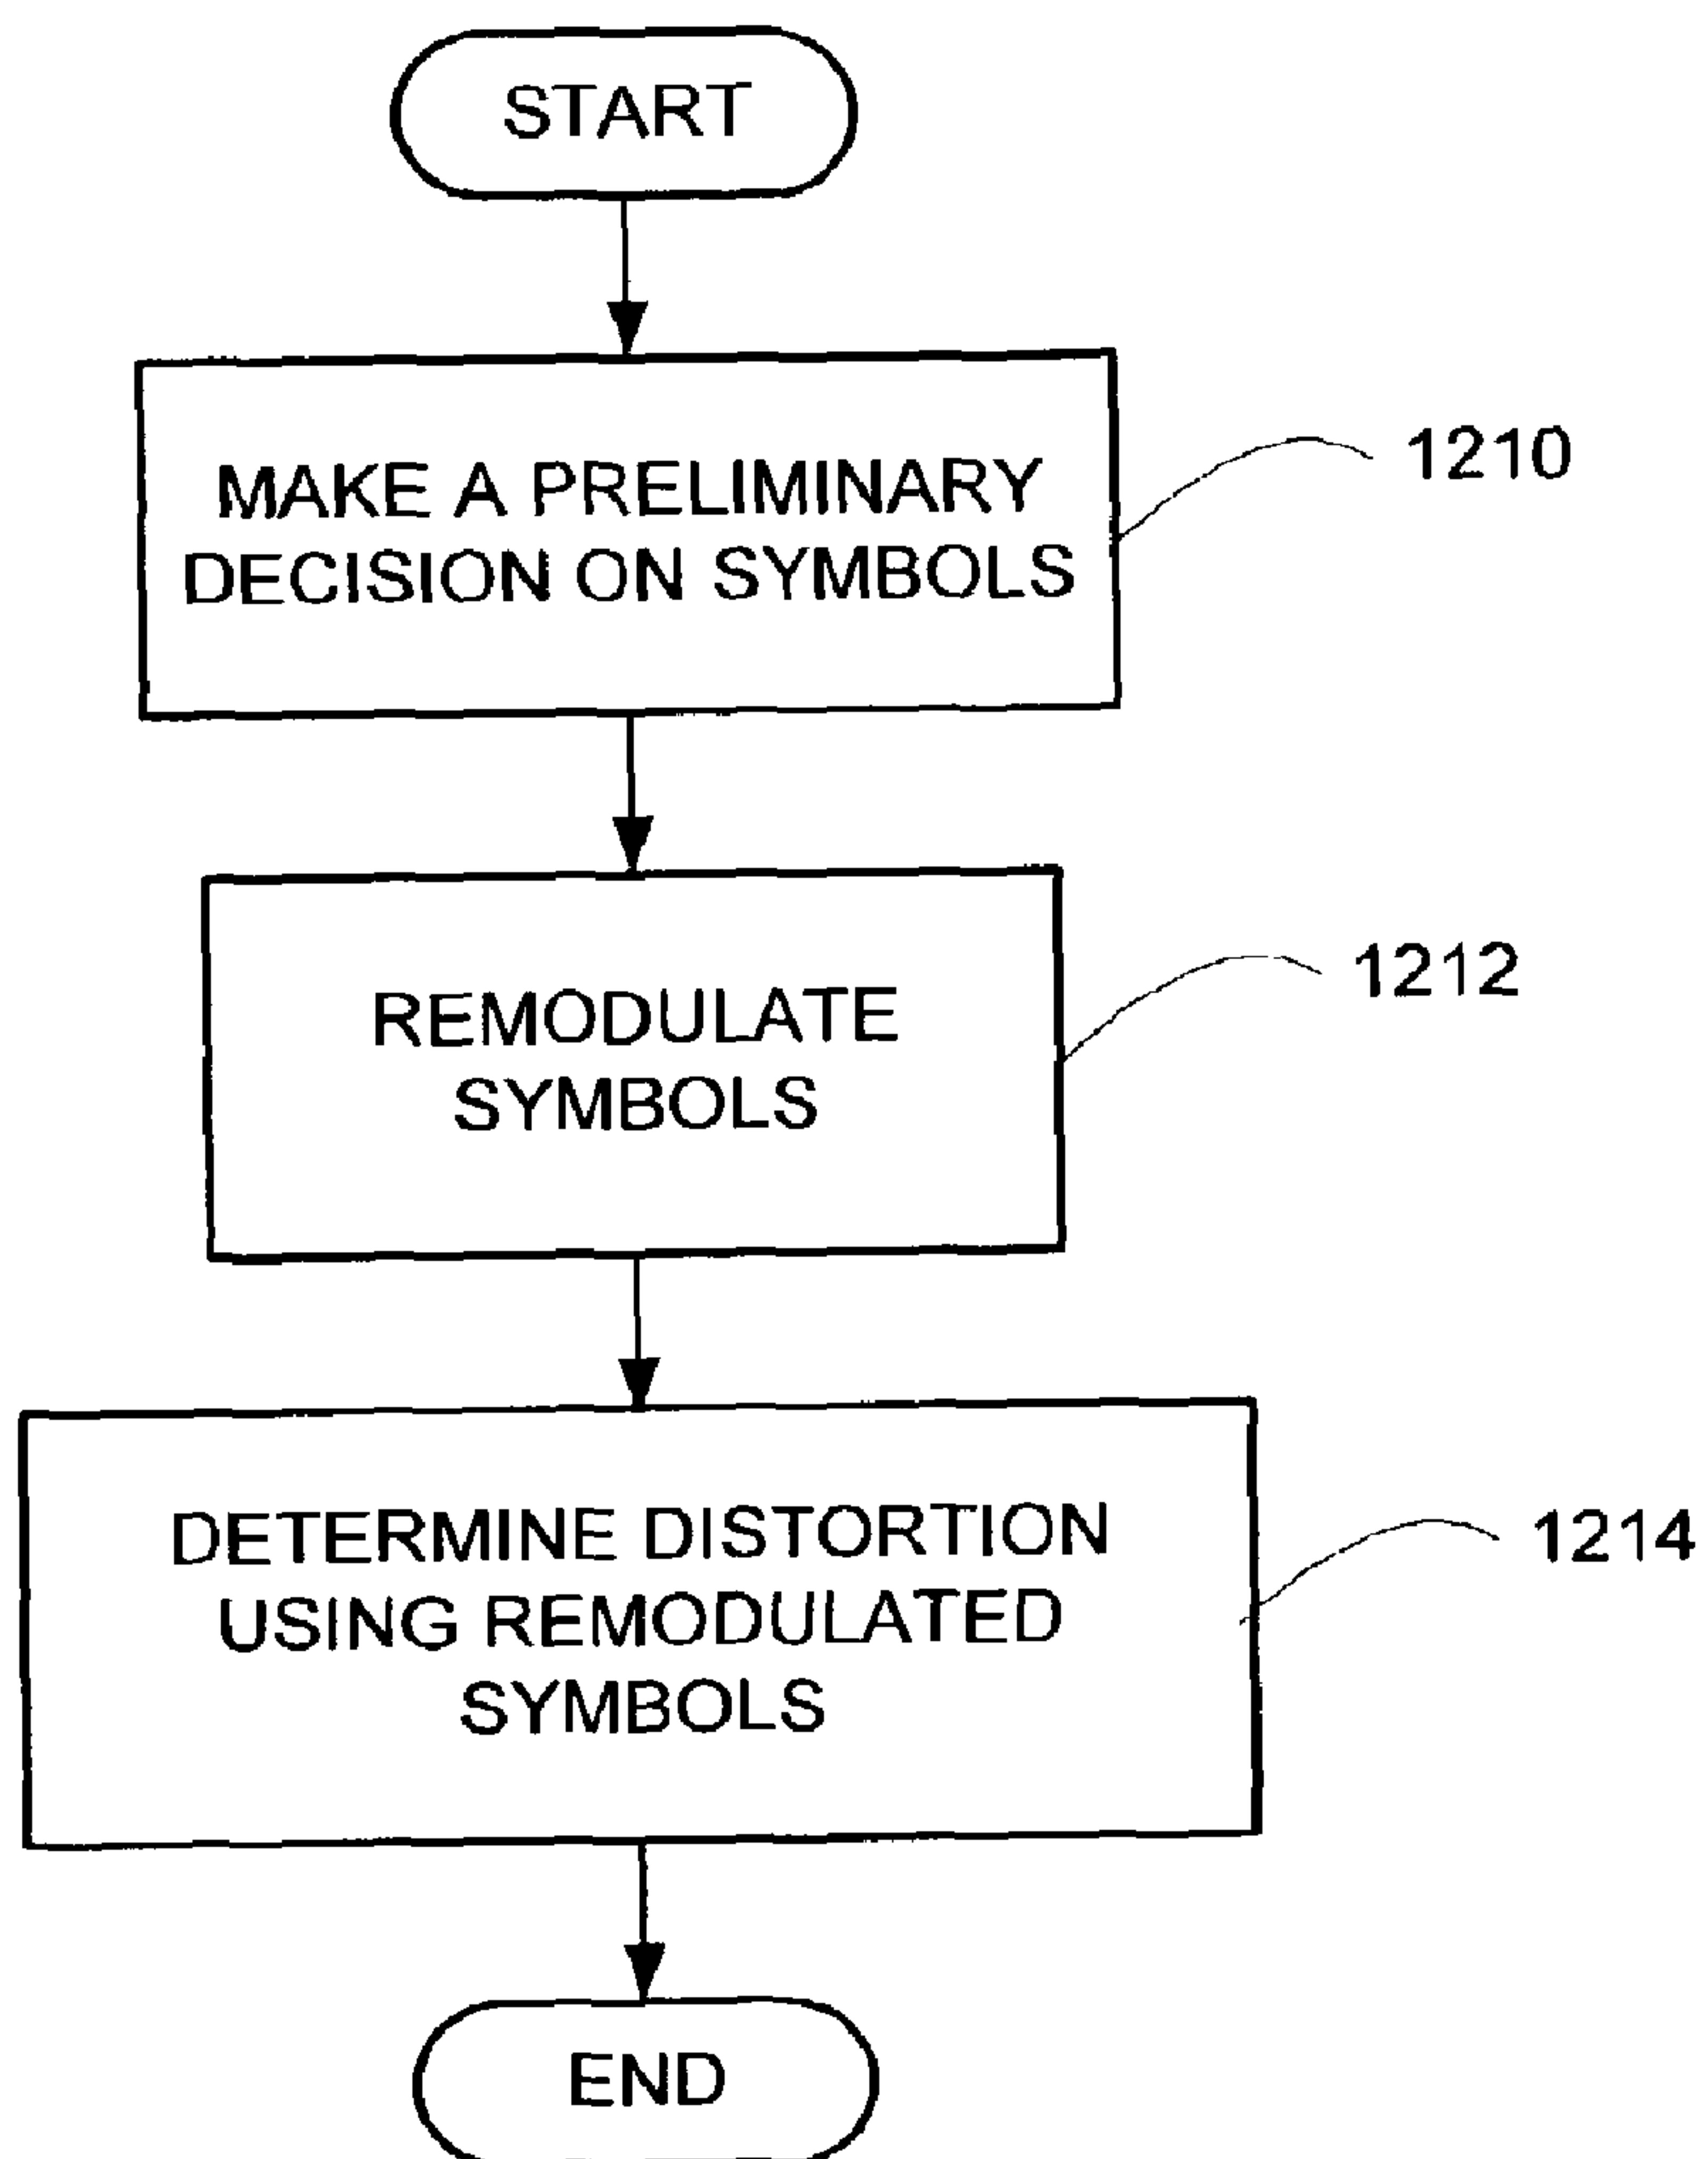 START
MAKE A PRELIMINARY
DECISION ON SYMBOLS
1210
REMODULATE
SYMBOLS
1212
DETERMINE DISTORTION
USING REMODULATED
SYMBOLS
1214
END